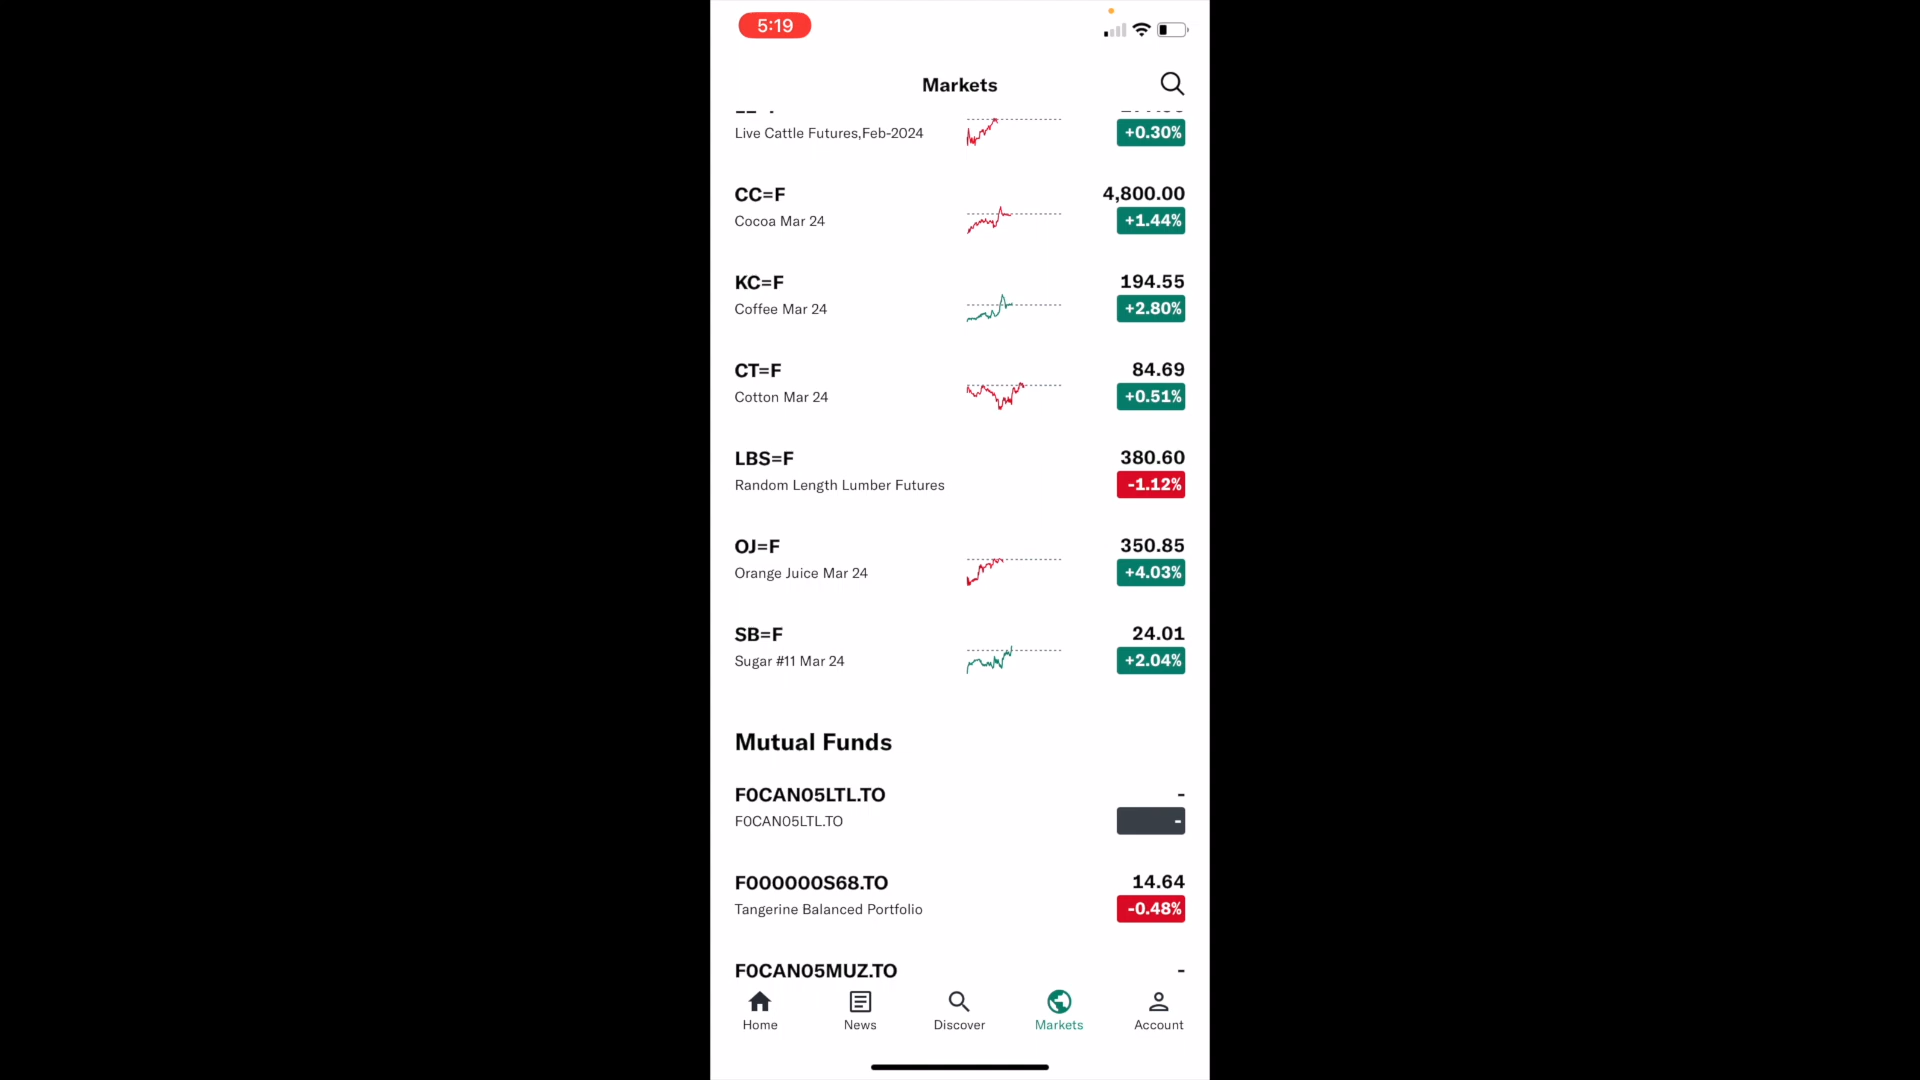 5:19
Markets
Live Cattle Futures,Feb-2024
+0.30%
CC=F
4,800.00
Cocoa Mar 24
+1.44%
KC=F
194.55
Coffee Mar 24
+2.80%
CT=F
84.69
Cotton Mar 24
+0.51%
LBS=F
380.60
Random Length Lumber Futures
-1.12%
OJ=F
350.85
Orange Juice Mar 24
+4.03%
SB=F
24.01
Sugar #11 Mar 24
+2.04%
Mutual Funds
F0CAN05LTL.TO
-
F0CAN05LTL.TO
-
F000000S68.TO
14.64
Tangerine Balanced Portfolio
-0.48%
F0CAN05MUZ.TO
-
Home
News
Discover
Markets
Account